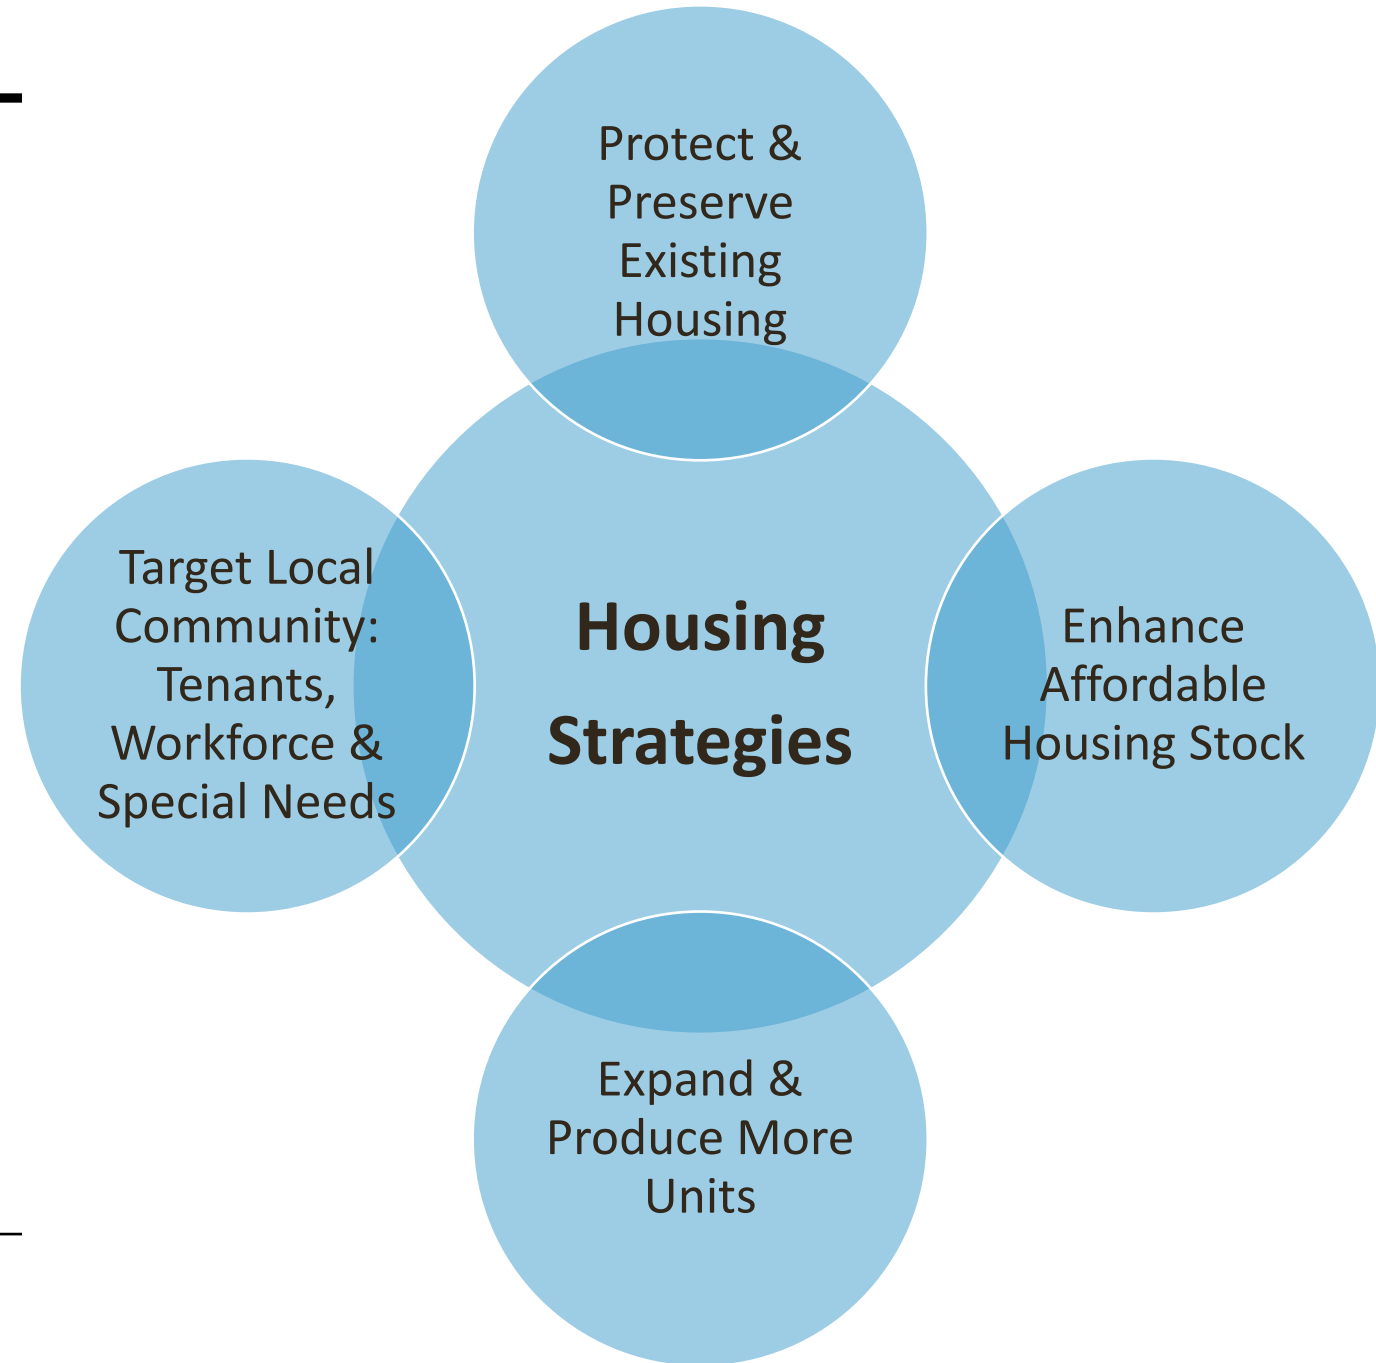 Protect &
Preserve
Existing
Housing
Target Local
Community:
Tenants,
Workforce &
Special Needs
Housing
Strategies
Enhance
Affordable
Housing Stock
Expand &
Produce More
Units